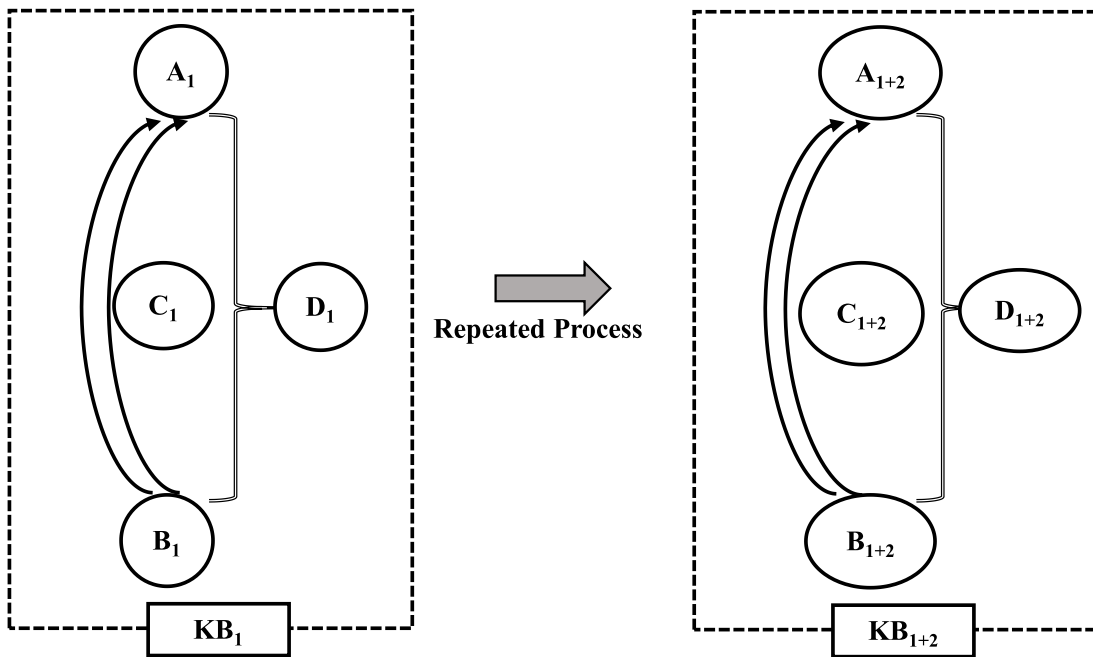 A₁
C₁
D₁
B₁
KB₁
Repeated Process
A₁₊₂
C₁₊₂
D₁₊₂
B₁₊₂
KB₁₊₂